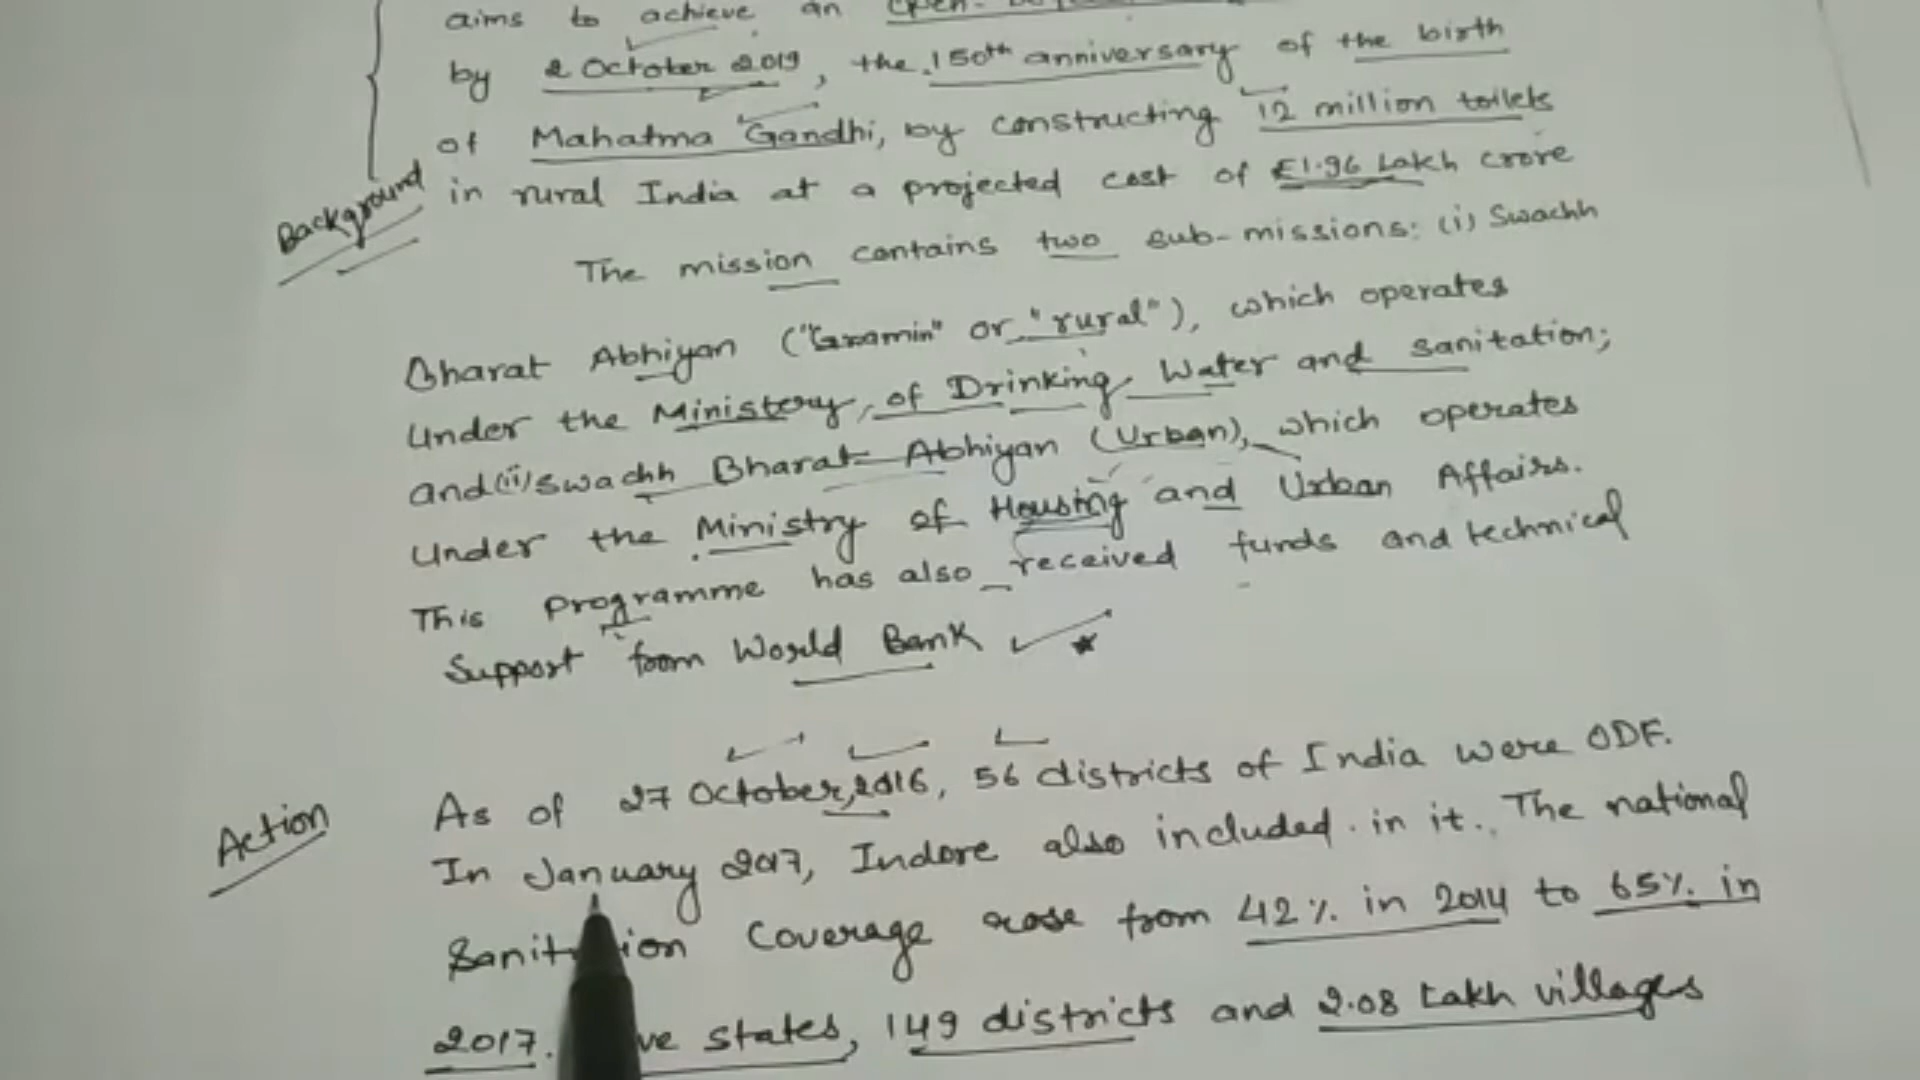 aims to achieve an open-
by 2 October 2019, the 150th anniversary of the birth
of Mahatma Gandhi, by constructing 12 million toilets
Background
in rural India at a projected cost of ₹1.96 Lakh crore
The mission contains two sub-missions: (i) Swachh
Bharat Abhiyan ("Gramin" or "rural"), which operates
under the Ministery, of Drinking Water and sanitation;
and (ii) swachh Bharat Abhiyan (Urban), which operates
under the Ministry of Housing and Urban Affairs.
This programme has also received funds and technical
Support from World Bank
Action
As of 27 October, 2016, 56 districts of India were ODF.
In January 2017, Indore also included in it. The national
Coverage rose from 42%. in 2014 to 65%. in
2017. states, 149 districts and 2.08 Lakh villages